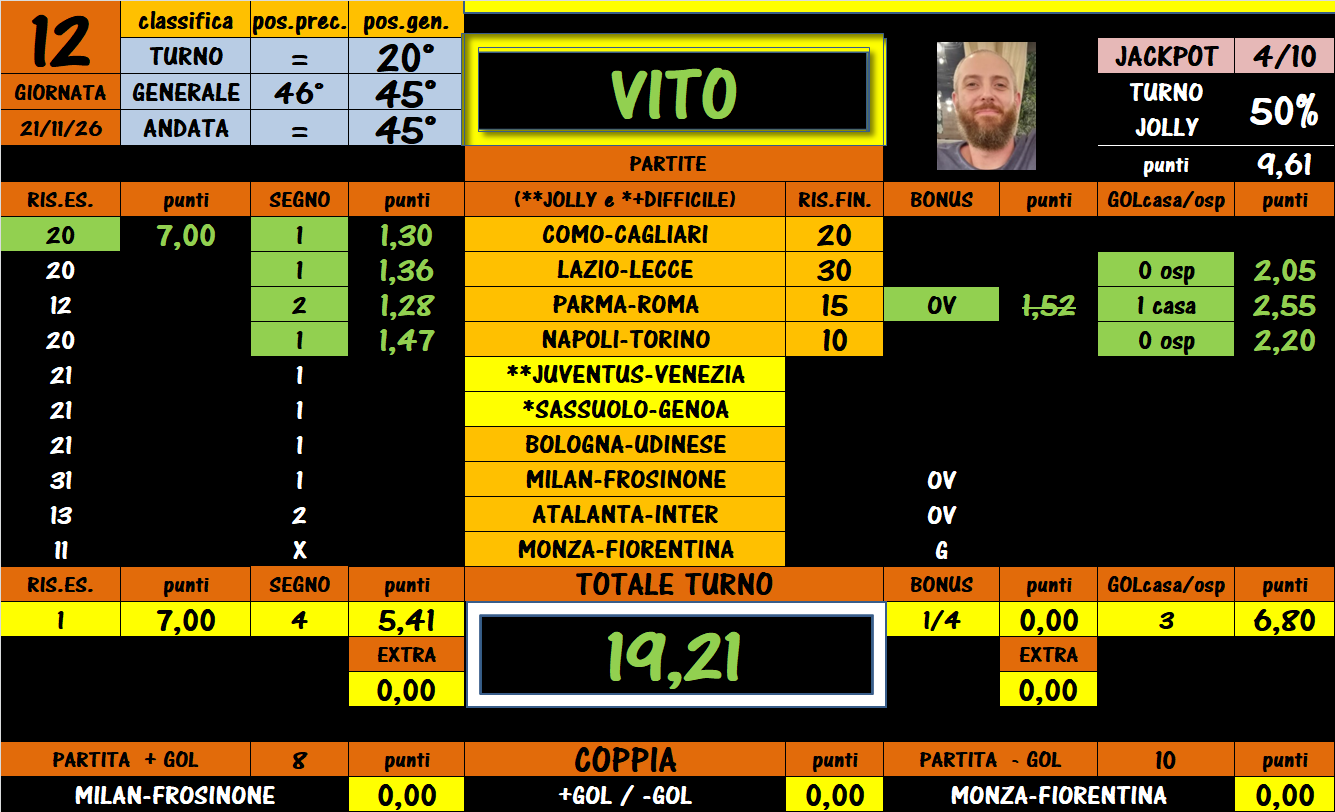 12 classifica pos.prec. pos.gen.
TURNO = 20°
GIORNATA GENERALE 46° 45°
21/11/26 ANDATA = 45°
VITO
JACKPOT 4/10
TURNO JOLLY 50%
punti 9,61
PARTITE
RIS.ES. punti SEGNO punti (**JOLLY e *+DIFFICILE) RIS.FIN. BONUS punti GOLcasa/osp punti
20 7,00 1 1,30 COMO-CAGLIARI 20
20 1 1,36 LAZIO-LECCE 30 0 osp 2,05
12 2 1,28 PARMA-ROMA 15 OV 1,52 1 casa 2,55
20 1 1,47 NAPOLI-TORINO 10 0 osp 2,20
21 1 **JUVENTUS-VENEZIA
21 1 *SASSUOLO-GENOA
21 1 BOLOGNA-UDINESE
31 1 MILAN-FROSINONE OV
13 2 ATALANTA-INTER OV
11 X MONZA-FIORENTINA G
RIS.ES. punti SEGNO punti TOTALE TURNO BONUS punti GOLcasa/osp punti
1 7,00 4 5,41 19,21 1/4 0,00 3 6,80
EXTRA EXTRA
0,00 0,00
PARTITA + GOL 8 punti COPPIA punti PARTITA - GOL 10 punti
MILAN-FROSINONE 0,00 +GOL / -GOL 0,00 MONZA-FIORENTINA 0,00